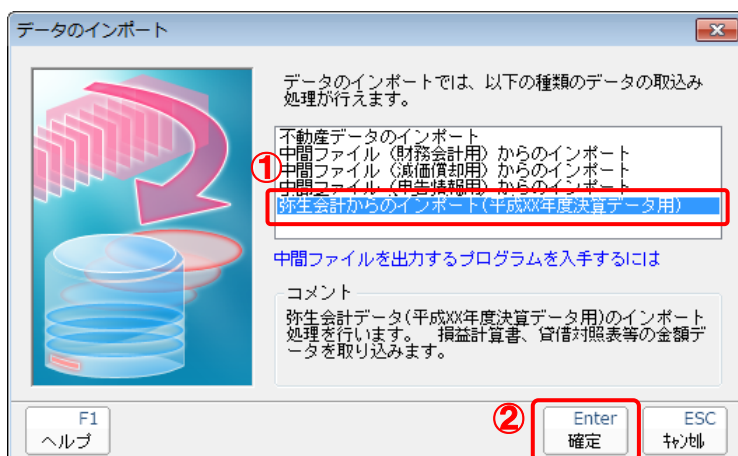 データのインポート
データのインポートでは、以下の種類のデータの取込み
処理が行えます。
不動産データのインポート
中間ファイル（財務会計用）からのインポート
①
中間ファイル（減価償却用）からのインポート
中間ファイル（申告情報用）からのインポート
弥生会計からのインポート(平成XX年度決算データ用)
中間ファイルを出力するプログラムを入手するには
コメント
弥生会計データ(平成XX年度決算データ用)のインポート
処理を行います。　損益計算書、貸借対照表等の金額デ
ータを取り込みます。
②
F1
ヘルプ
Enter
確定
ESC
ｷｬﾝｾﾙ